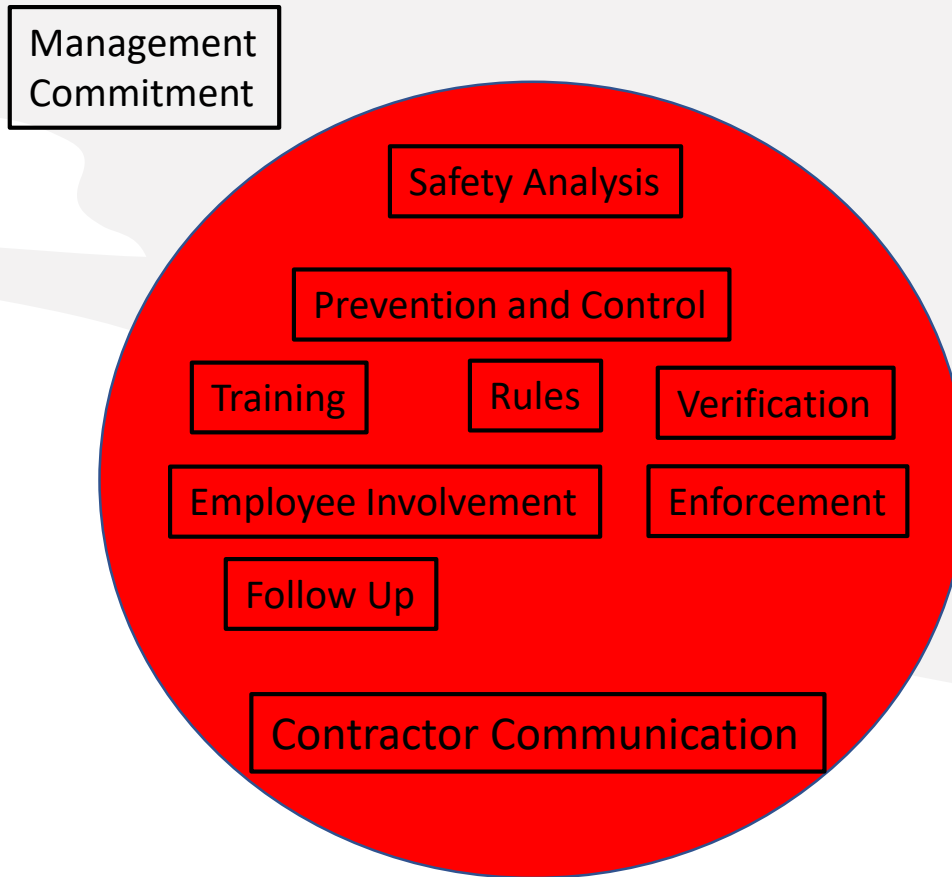 Management
Commitment
Safety Analysis
Prevention and Control
Training
Rules
Verification
Employee Involvement
Enforcement
Follow Up
Contractor Communication